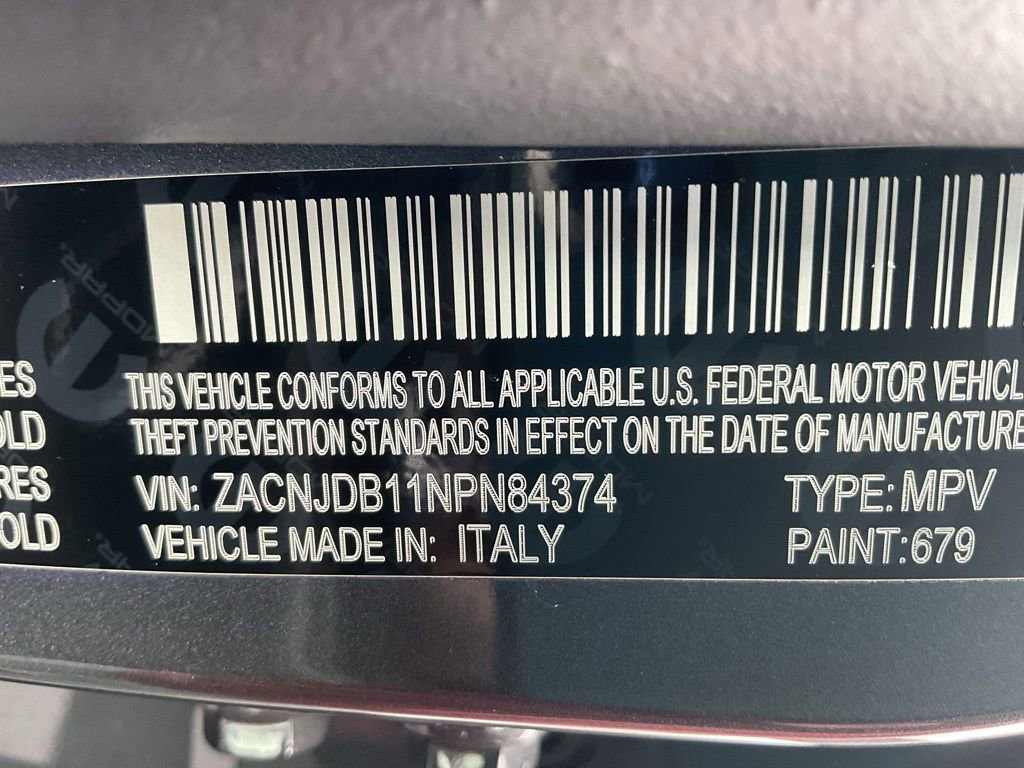 ES
THIS VEHICLE CONFORMS TO ALL APPLICABLE U.S. FEDERAL MOTOR VEHICL
OLD
THEFT PREVENTION STANDARDS IN EFFECT ON THE DATE OF MANUFACTURE
RES
VIN: ZACNJDB11NPN84374 TYPE: MPV
OLD
VEHICLE MADE IN: ITALY PAINT: 679
MOPAR